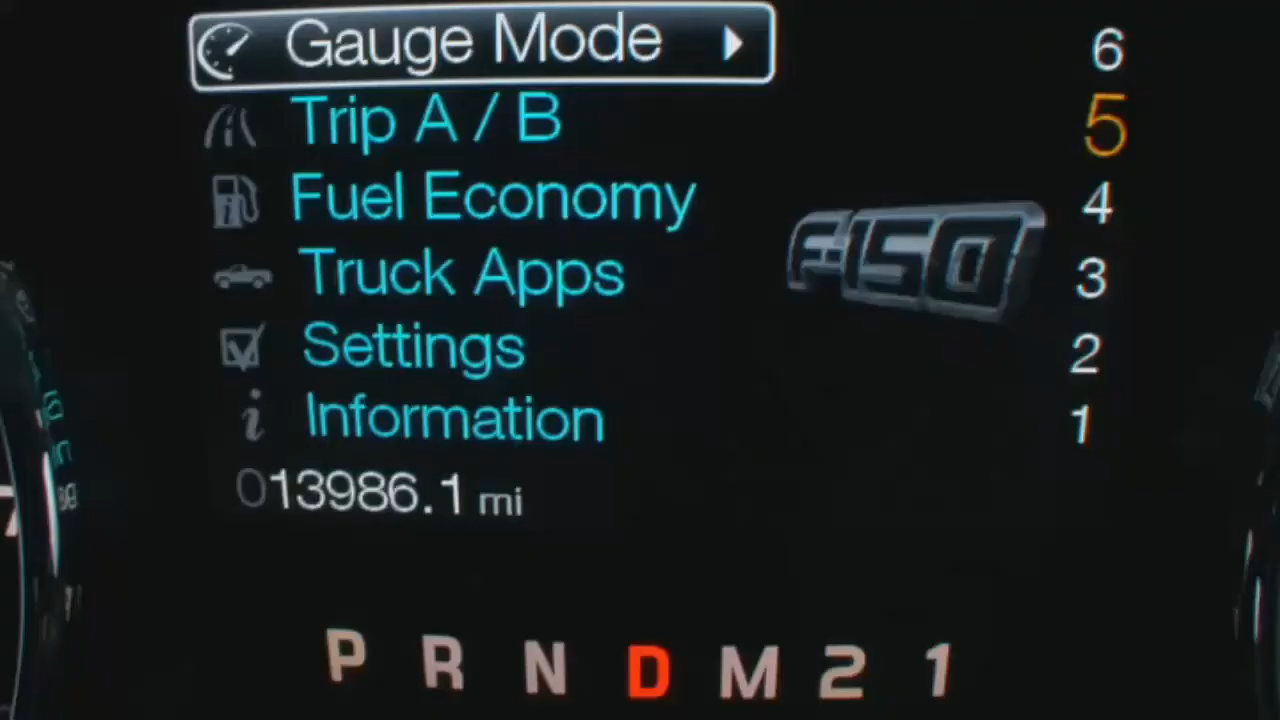 Gauge Mode
Trip A / B
Fuel Economy
Truck Apps
Settings
Information
013986.1 mi
F-150
6
5
4
3
2
1
P R N D M 2 1